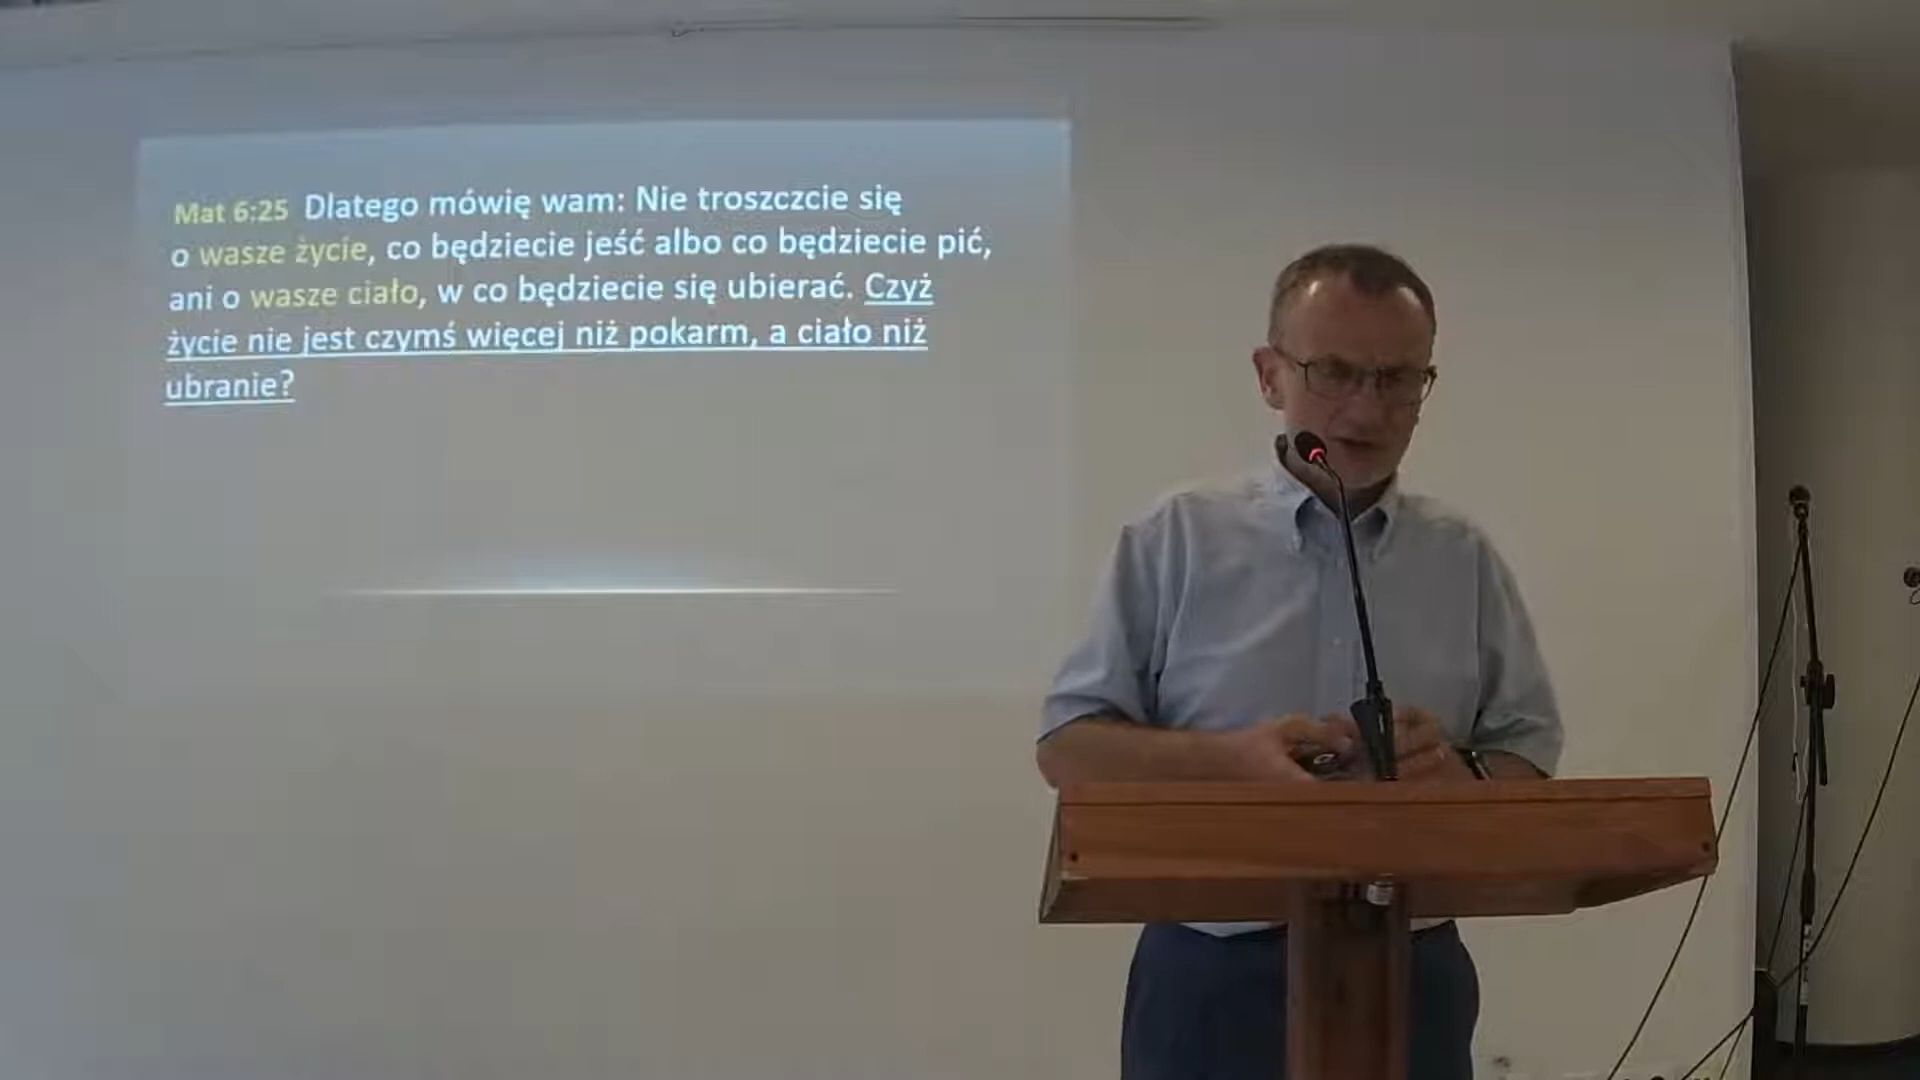 Mat 6:25 Dlatego mówię wam: Nie troszczcie się
o wasze życie, co będziecie jeść albo co będziecie pić,
ani o wasze ciało, w co będziecie się ubierać. Czyż
życie nie jest czymś więcej niż pokarm, a ciało niż
ubranie?